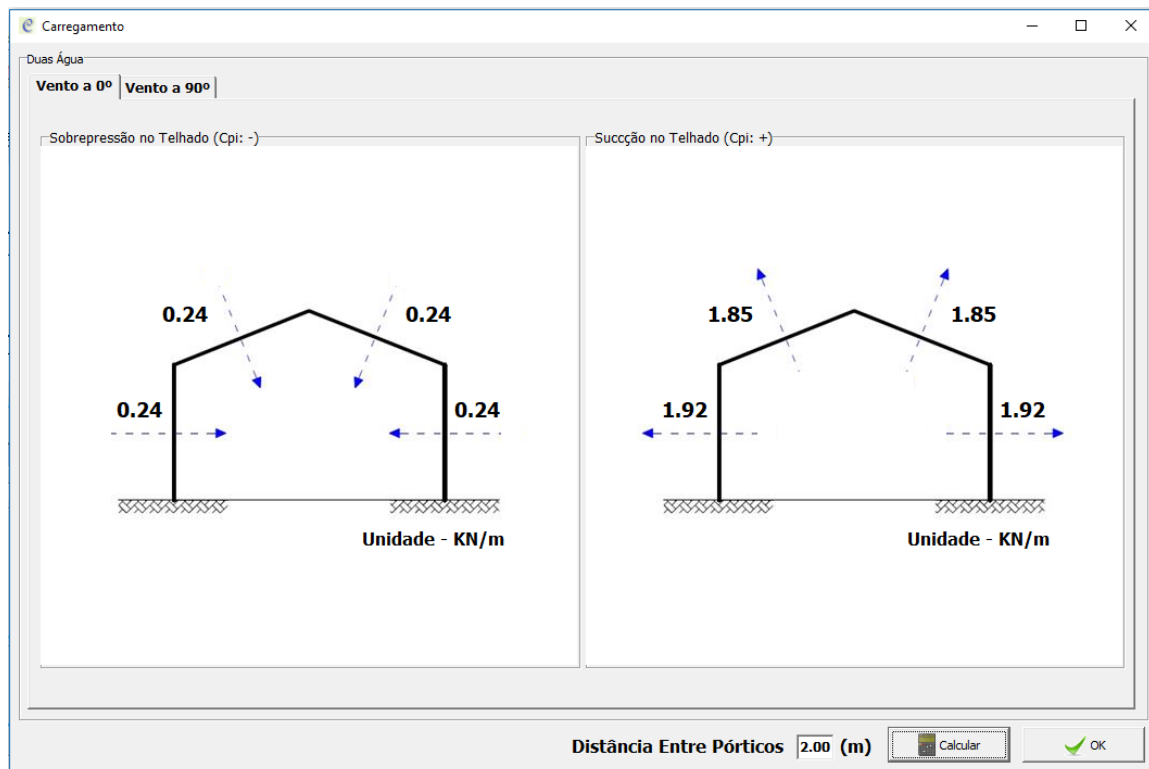 Carregamento
Duas Água
Vento a 0º Vento a 90º
Sobrepressão no Telhado (Cpi: -)
0.24 0.24
0.24 0.24
Unidade - KN/m
Succção no Telhado (Cpi: +)
1.85 1.85
1.92 1.92
Unidade - KN/m
Distância Entre Pórticos 2.00 (m) Calcular OK